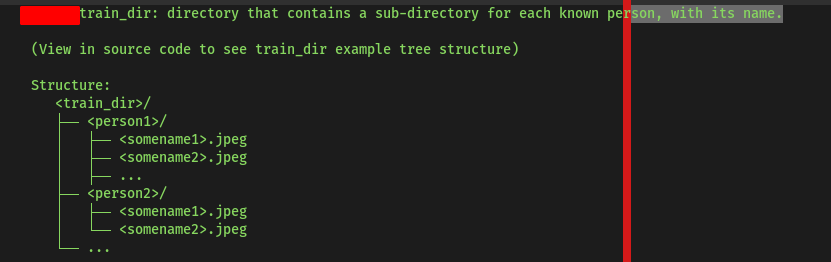 train_dir: directory that contains a sub-directory for each known person, with its name.
(View in source code to see train_dir example tree structure)
Structure:
<train_dir>/
├── <person1>/
│   ├── <somename1>.jpeg
│   ├── <somename2>.jpeg
│   ├── ...
├── <person2>/
│   ├── <somename1>.jpeg
│   └── <somename2>.jpeg
└── ...